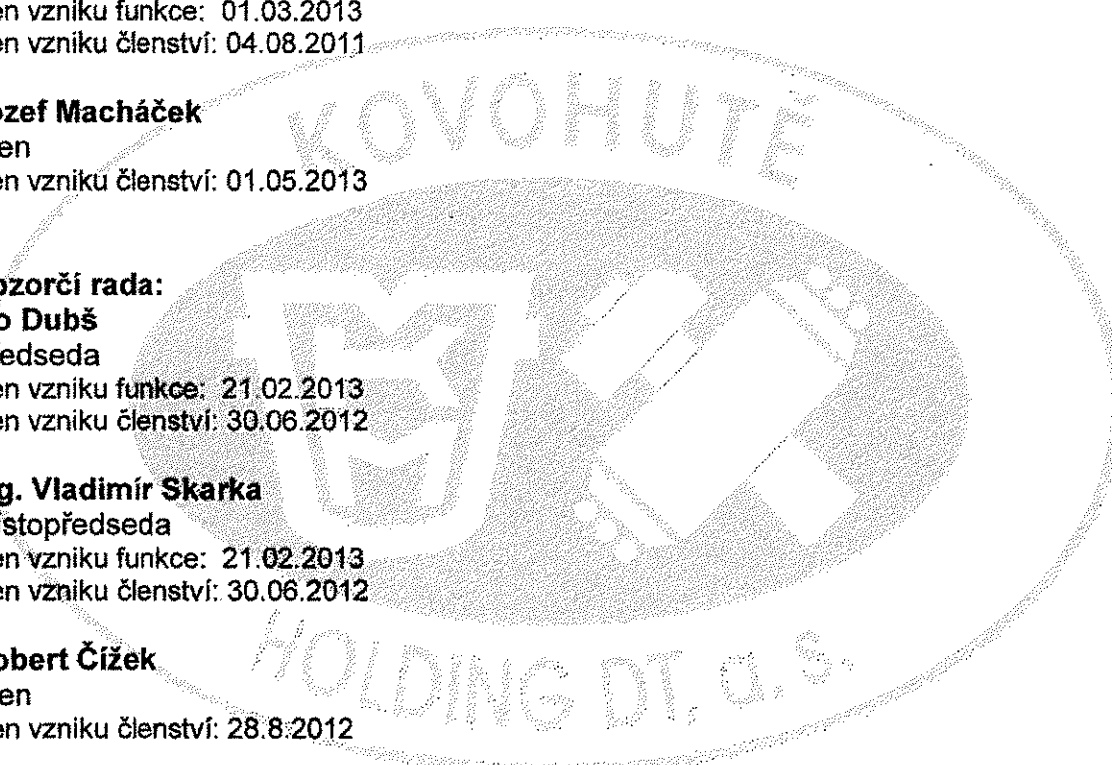 en vzniku funkce: 01.03.2013
en vzniku členství: 04.08.2011
ozef Macháček
en
en vzniku členství: 01.05.2013
ozorčí rada:
o Dubš
edseda
en vzniku funkce: 21.02.2013
en vzniku členství: 30.06.2012
g. Vladimír Skarka
ístopředseda
en vzniku funkce: 21.02.2013
en vzniku členství: 30.06.2012
obert Čížek
en
en vzniku členství: 28.8.2012
KOVOHUTĚ
HOLDING DT, a. s.